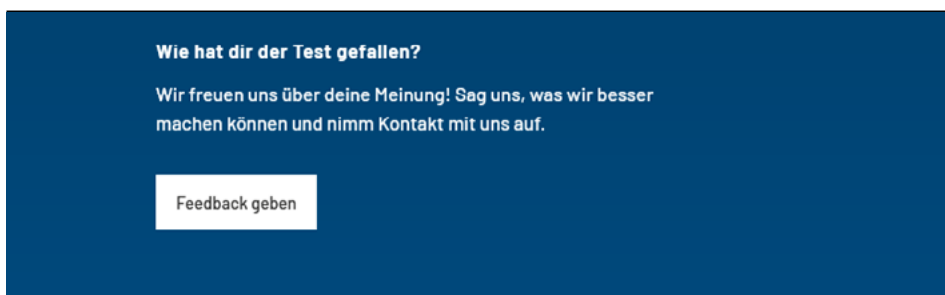 Wie hat dir der Test gefallen?
Wir freuen uns über deine Meinung! Sag uns, was wir besser
machen können und nimm Kontakt mit uns auf.
Feedback geben